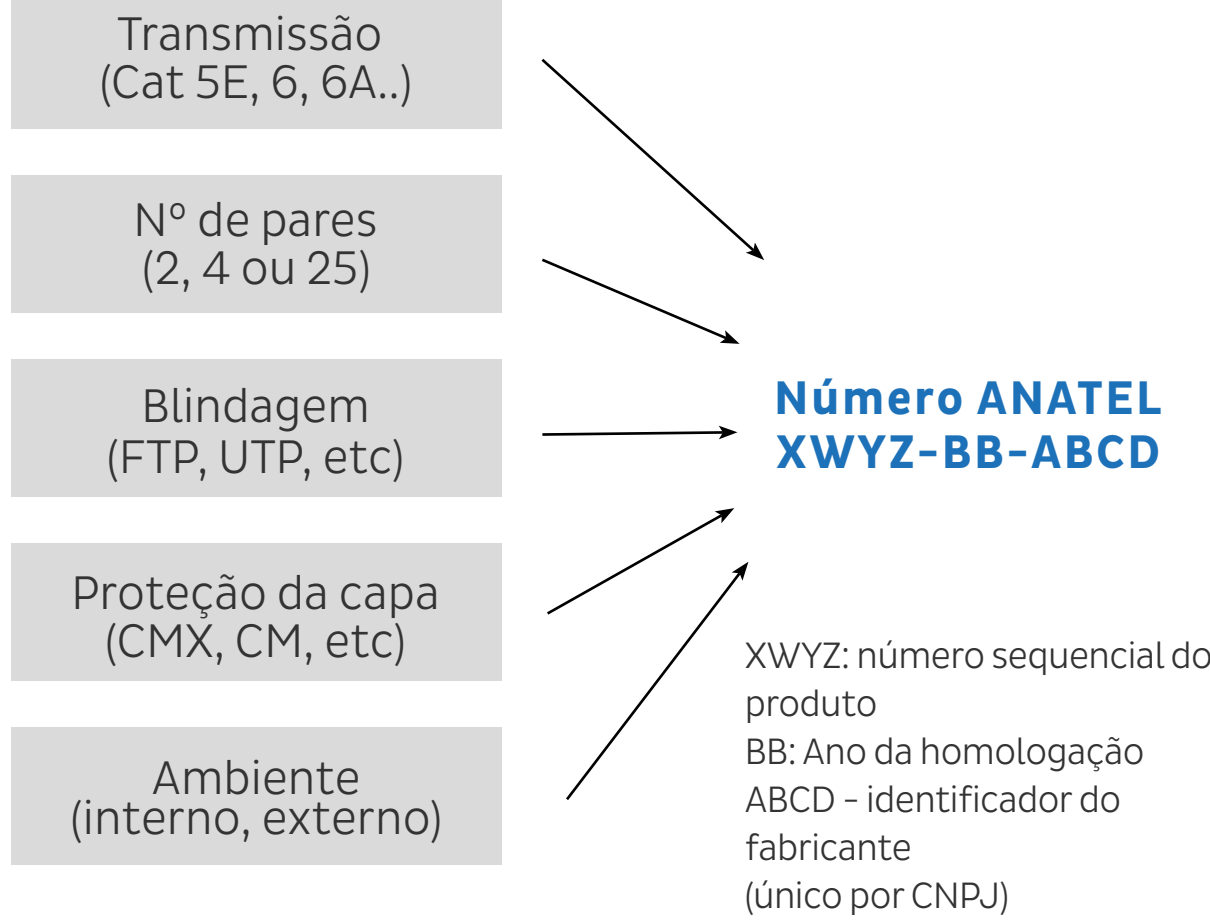 Transmissão
(Cat 5E, 6, 6A..)
Nº de pares
(2, 4 ou 25)
Blindagem
(FTP, UTP, etc)
Proteção da capa
(CMX, CM, etc)
Ambiente
(interno, externo)
Número ANATEL
XWYZ-BB-ABCD
XWYZ: número sequencial do
produto
BB: Ano da homologação
ABCD - identificador do
fabricante
(único por CNPJ)